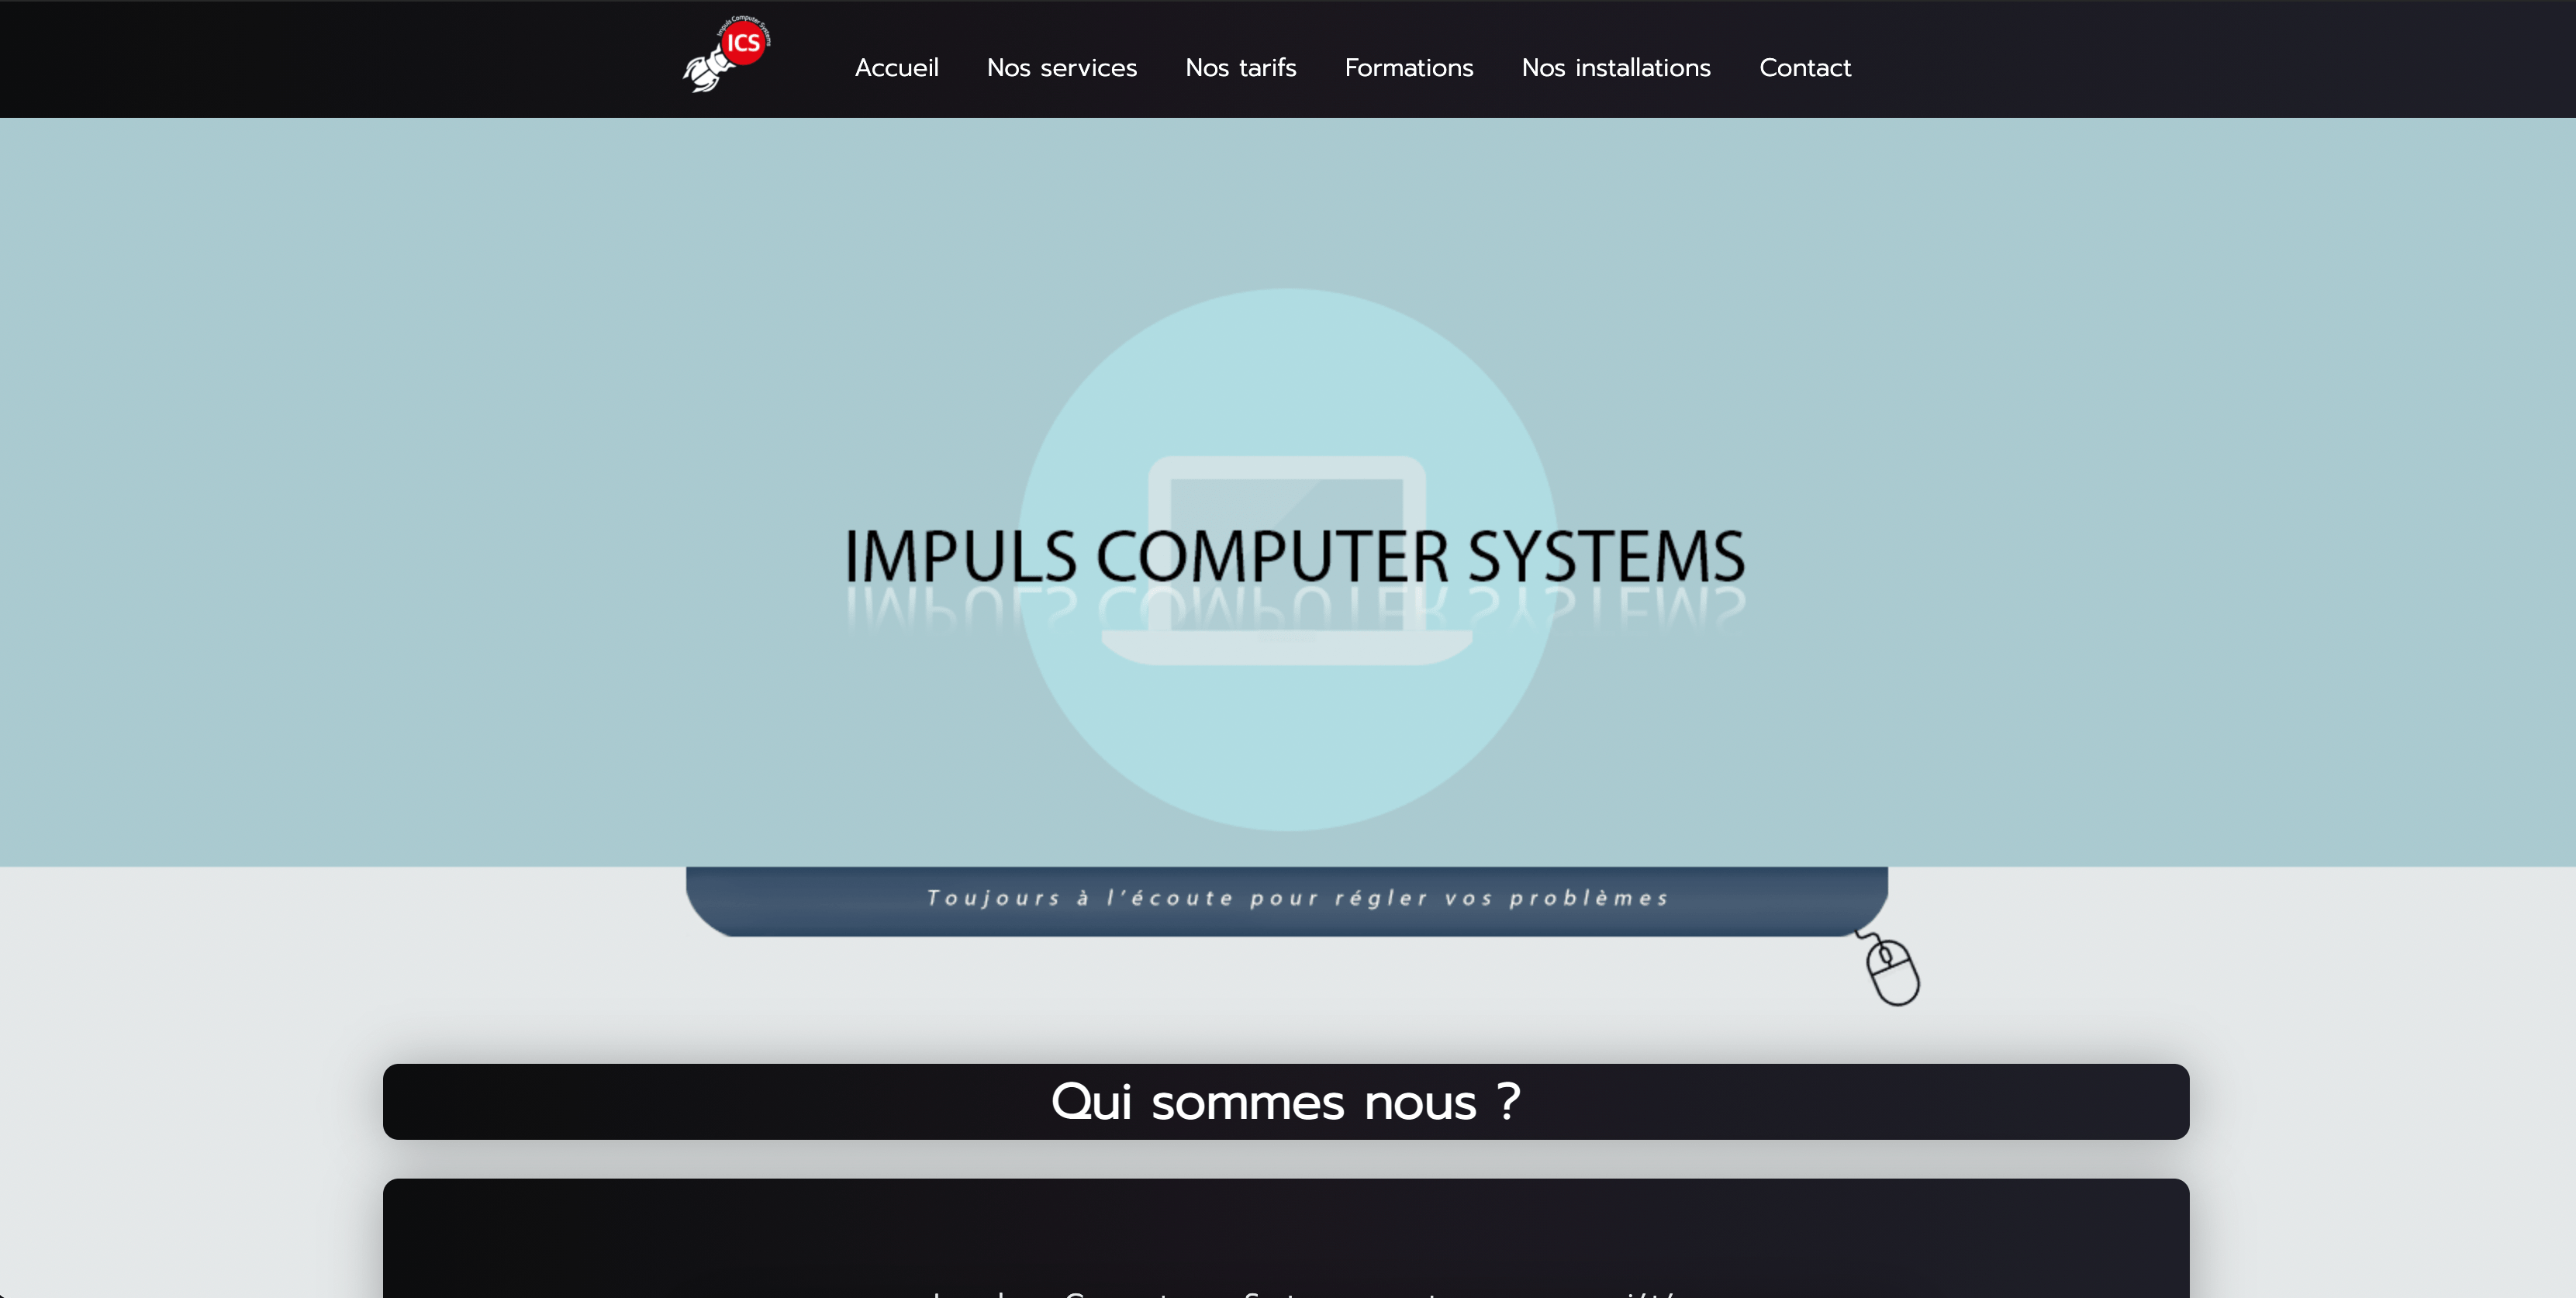 Impuls Computer Systems
ICS
Accueil Nos services Nos tarifs Formations Nos installations Contact
IMPULS COMPUTER SYSTEMS
Toujours à l'écoute pour régler vos problèmes
Qui sommes nous ?